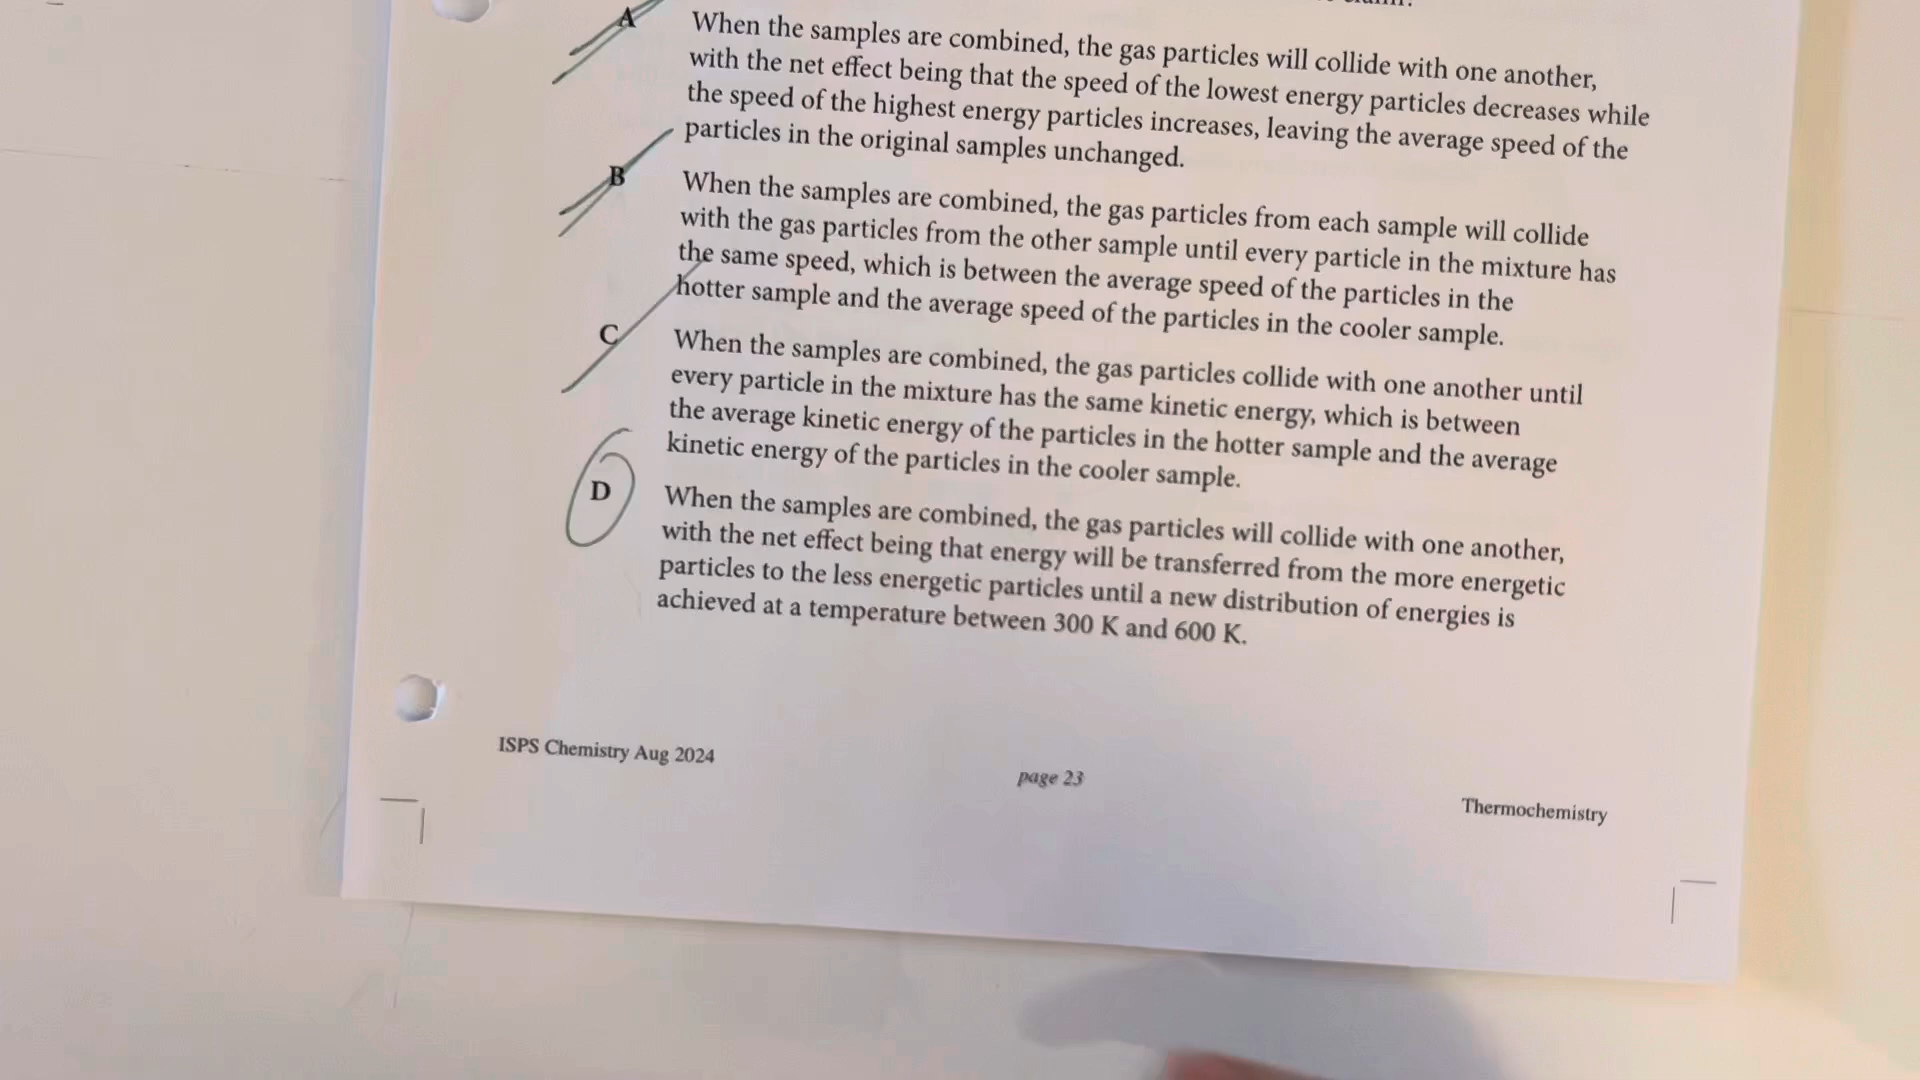 A When the samples are combined, the gas particles will collide with one another,
with the net effect being that the speed of the lowest energy particles decreases while
the speed of the highest energy particles increases, leaving the average speed of the
particles in the original samples unchanged.
B When the samples are combined, the gas particles from each sample will collide
with the gas particles from the other sample until every particle in the mixture has
the same speed, which is between the average speed of the particles in the
hotter sample and the average speed of the particles in the cooler sample.
C When the samples are combined, the gas particles collide with one another until
every particle in the mixture has the same kinetic energy, which is between
the average kinetic energy of the particles in the hotter sample and the average
kinetic energy of the particles in the cooler sample.
D When the samples are combined, the gas particles will collide with one another,
with the net effect being that energy will be transferred from the more energetic
particles to the less energetic particles until a new distribution of energies is
achieved at a temperature between 300 K and 600 K.
ISPS Chemistry Aug 2024
page 23
Thermochemistry